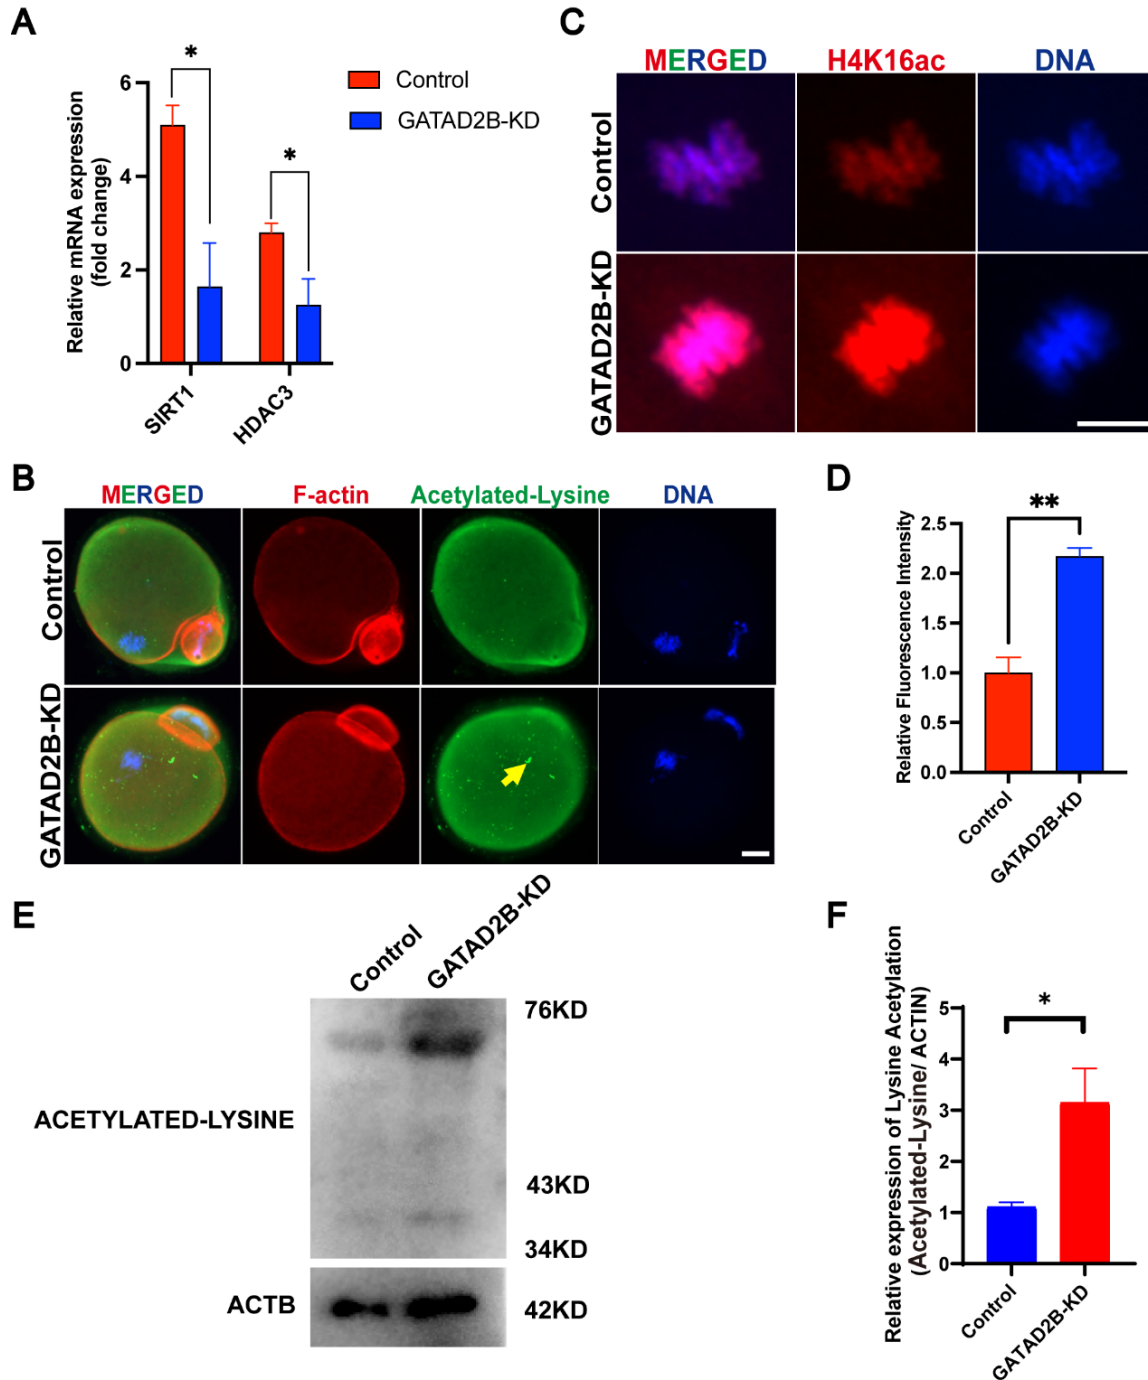 A
*
*
Control
GATAD2B-KD
Relative mRNA expression
(fold change)
6
4
2
0
SIRT1
HDAC3
C
MERGED
H4K16ac
DNA
Control
GATAD2B-KD
B
MERGED
F-actin
Acetylated-Lysine
DNA
Control
GATAD2B-KD
D
**
Relative Fluorescence Intensity
2.5
2.0
1.5
1.0
0.5
0.0
Control
GATAD2B-KD
E
Control
GATAD2B-KD
76KD
ACETYLATED-LYSINE
43KD
34KD
ACTB
42KD
F
*
Relative expression of Lysine Acetylation
(Acetylated-Lysine/ ACTIN)
5
4
3
2
1
0
Control
GATAD2B-KD